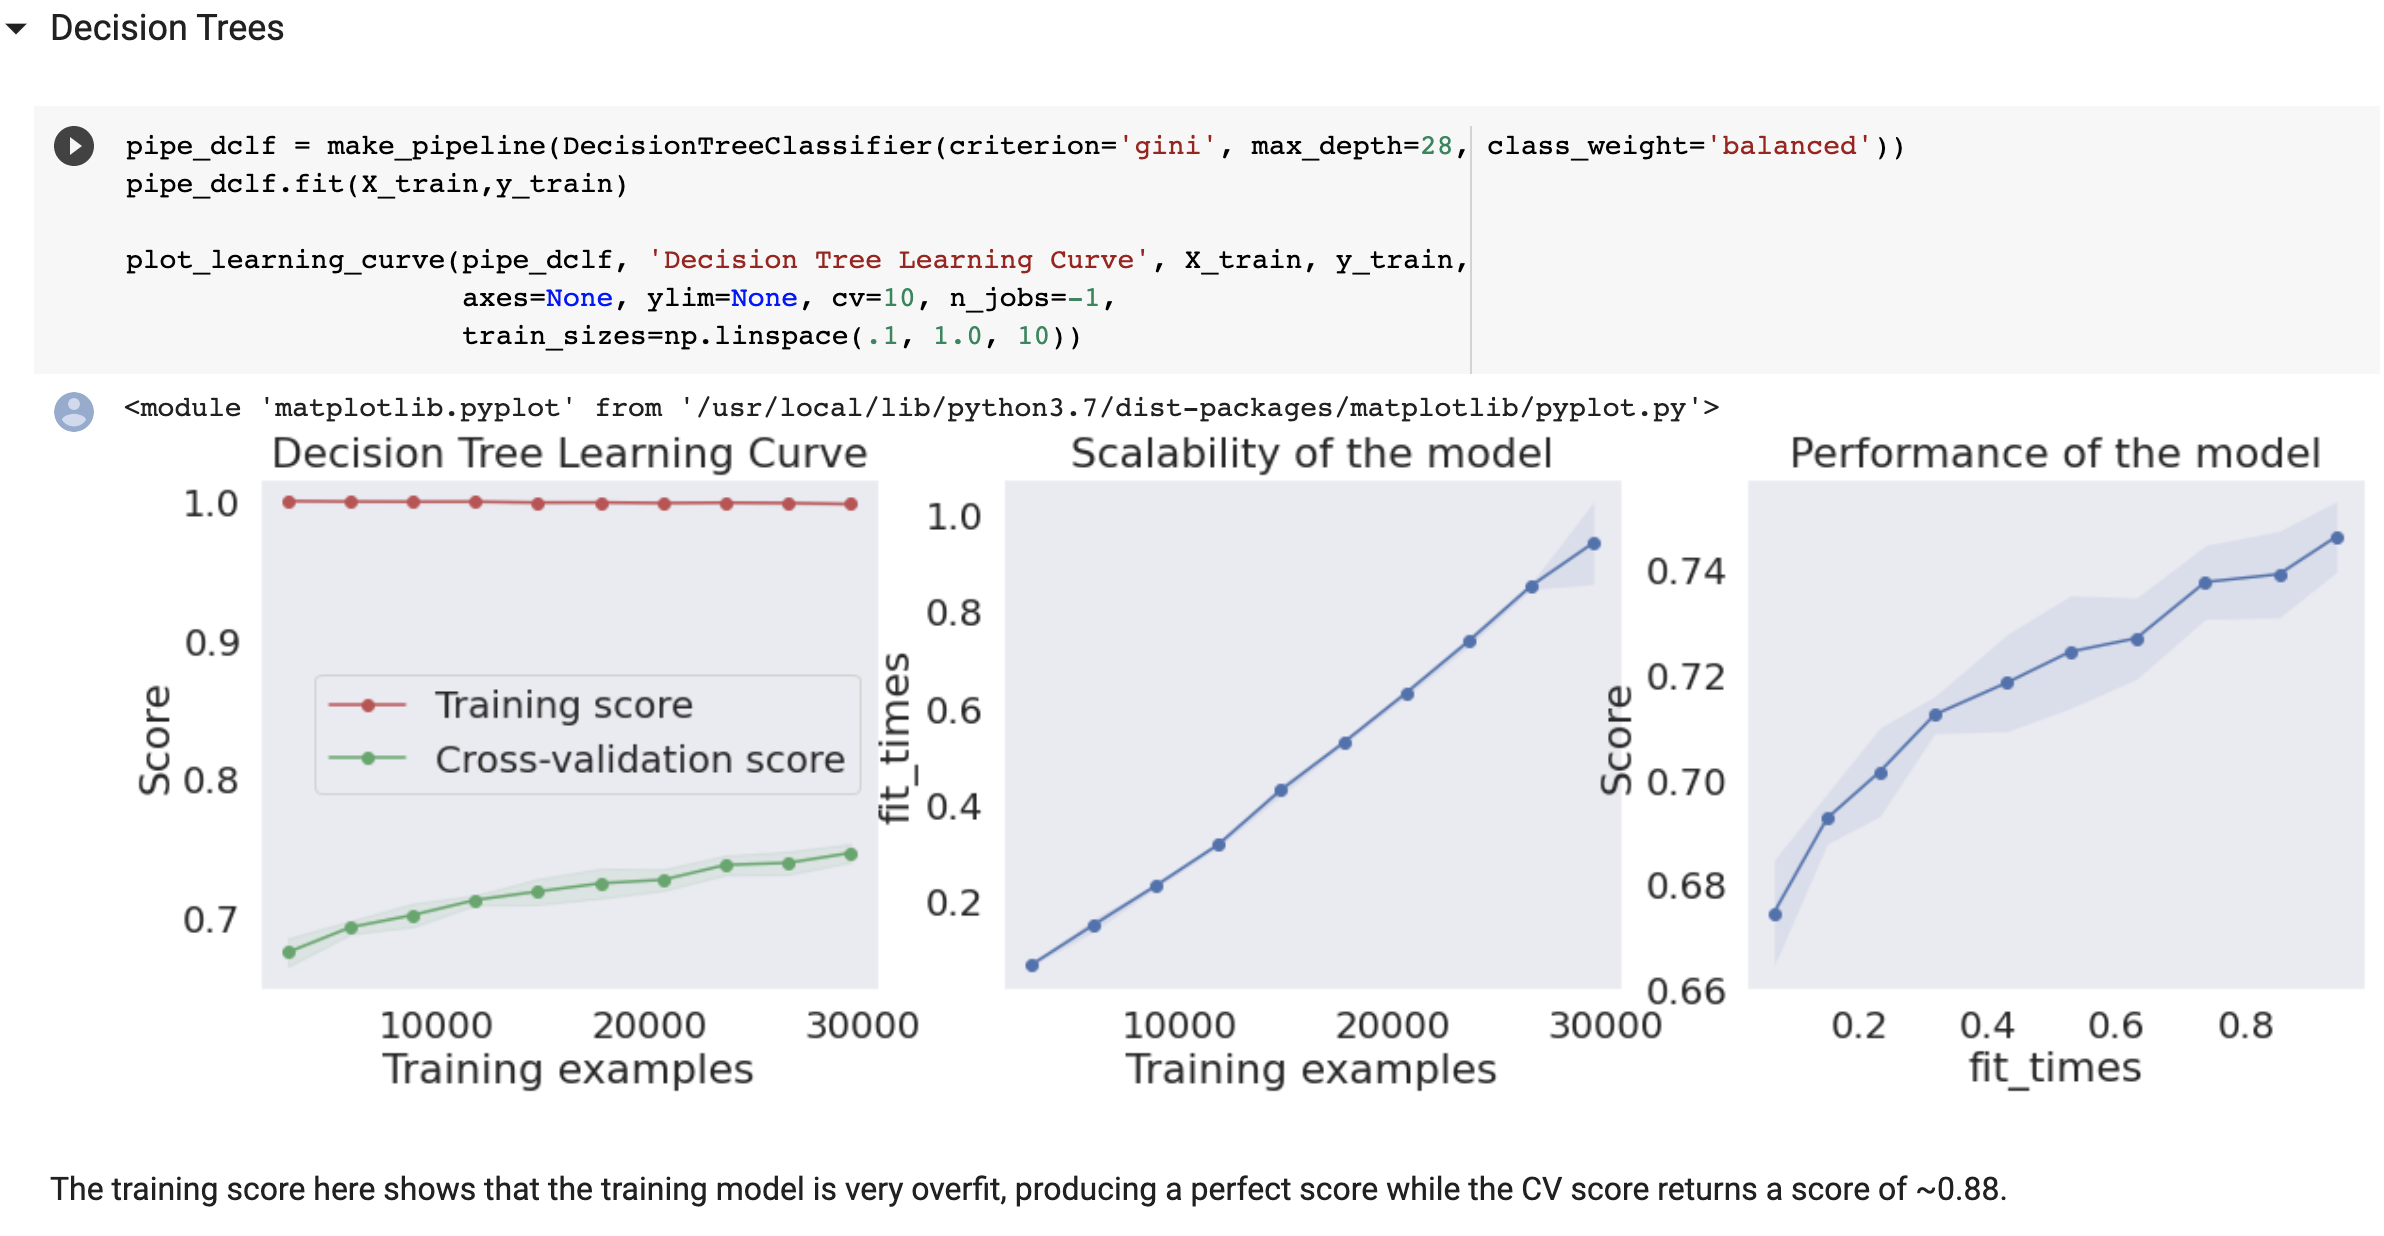 Decision Trees
pipe_dclf = make_pipeline(DecisionTreeClassifier(criterion='gini', max_depth=28, class_weight='balanced'))
pipe_dclf.fit(X_train,y_train)
plot_learning_curve(pipe_dclf, 'Decision Tree Learning Curve', X_train, y_train,
axes=None, ylim=None, cv=10, n_jobs=-1,
train_sizes=np.linspace(.1, 1.0, 10))
<module 'matplotlib.pyplot' from '/usr/local/lib/python3.7/dist-packages/matplotlib/pyplot.py'>
Decision Tree Learning Curve
1.0
0.9
0.8
0.7
Score
Training score
Cross-validation score
10000 20000 30000
Training examples
Scalability of the model
1.0
0.8
0.6
0.4
0.2
fit_times
10000 20000 30000
Training examples
Performance of the model
0.74
0.72
0.70
0.68
0.66
Score
0.2 0.4 0.6 0.8
fit_times
The training score here shows that the training model is very overfit, producing a perfect score while the CV score returns a score of ~0.88.